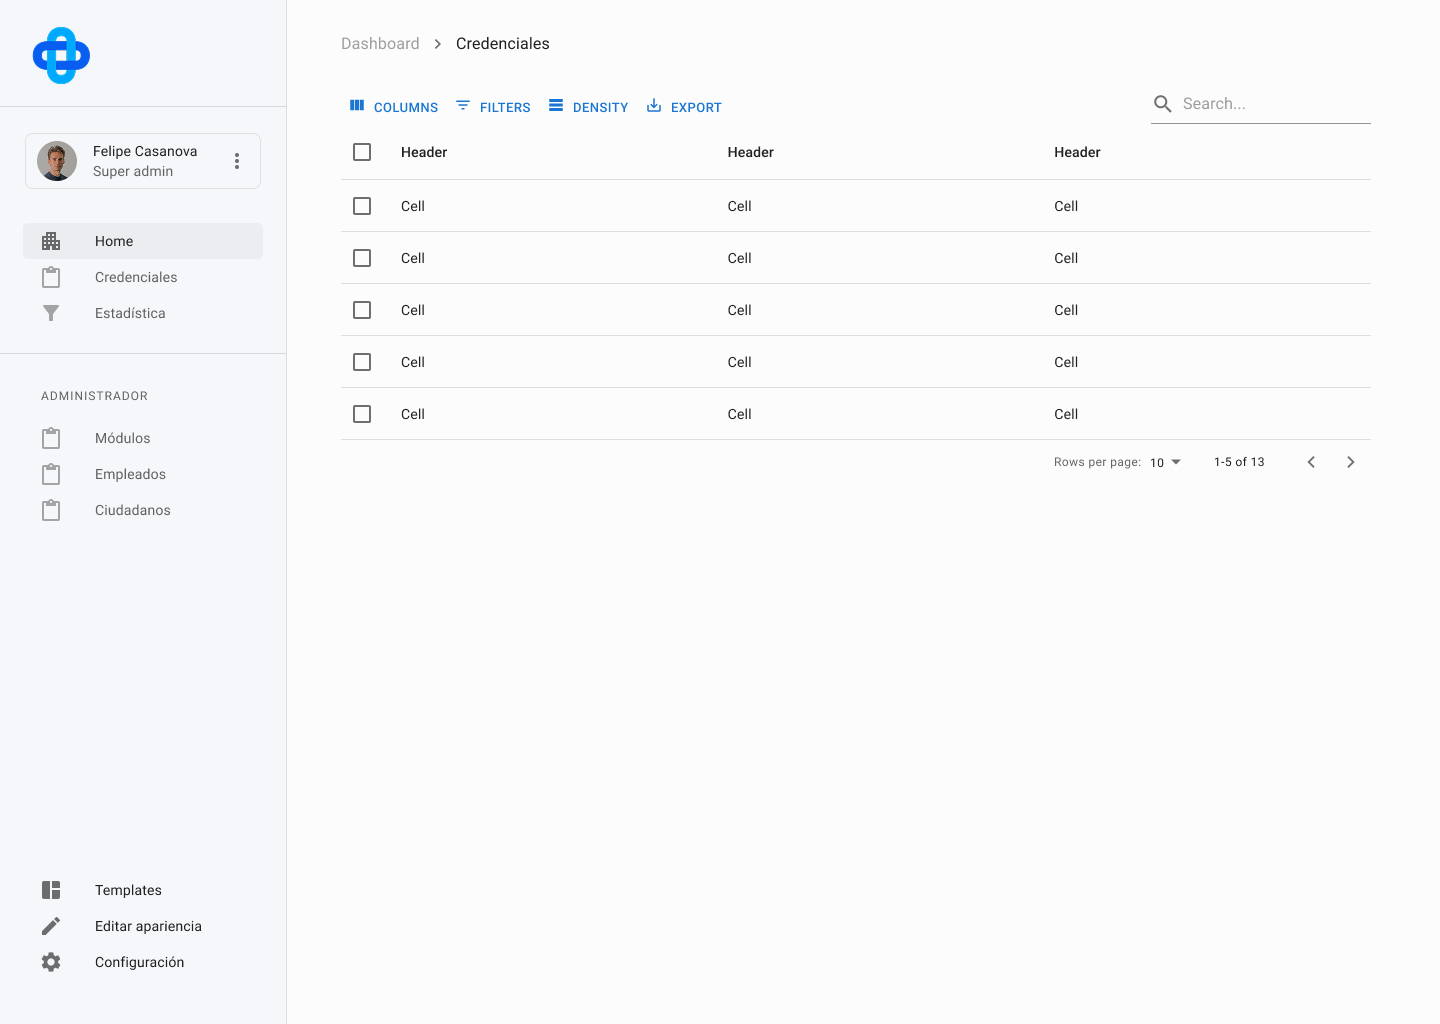 Dashboard > Credenciales
Felipe Casanova
Super admin
Home
Credenciales
Estadística
ADMINISTRADOR
Módulos
Empleados
Ciudadanos
Templates
Editar apariencia
Configuración
COLUMNS FILTERS DENSITY EXPORT Search...
Header Header Header
Cell Cell Cell
Cell Cell Cell
Cell Cell Cell
Cell Cell Cell
Cell Cell Cell
Rows per page: 10 1-5 of 13